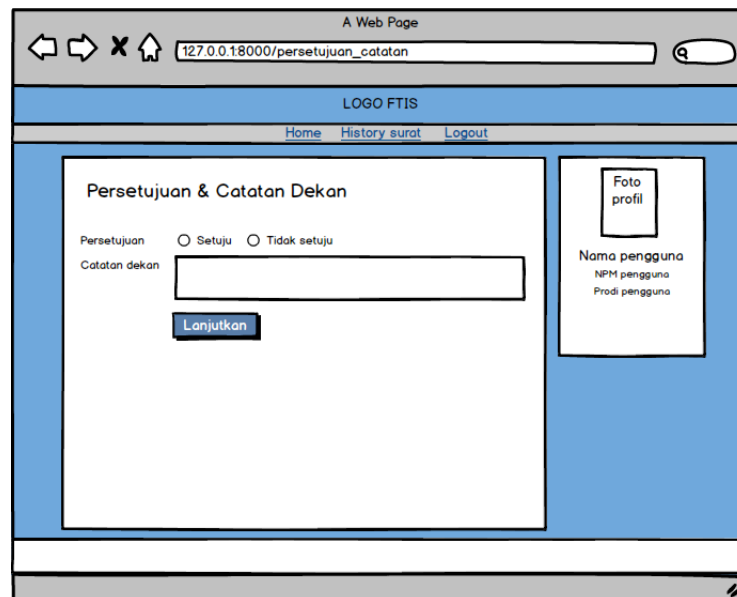 A Web Page
127.0.0.1:8000/persetujuan_catatan
LOGO FTIS
Home History surat Logout
Persetujuan & Catatan Dekan
Persetujuan Setuju Tidak setuju
Catatan dekan
Lanjutkan
Foto
profil
Nama pengguna
NPM pengguna
Prodi pengguna